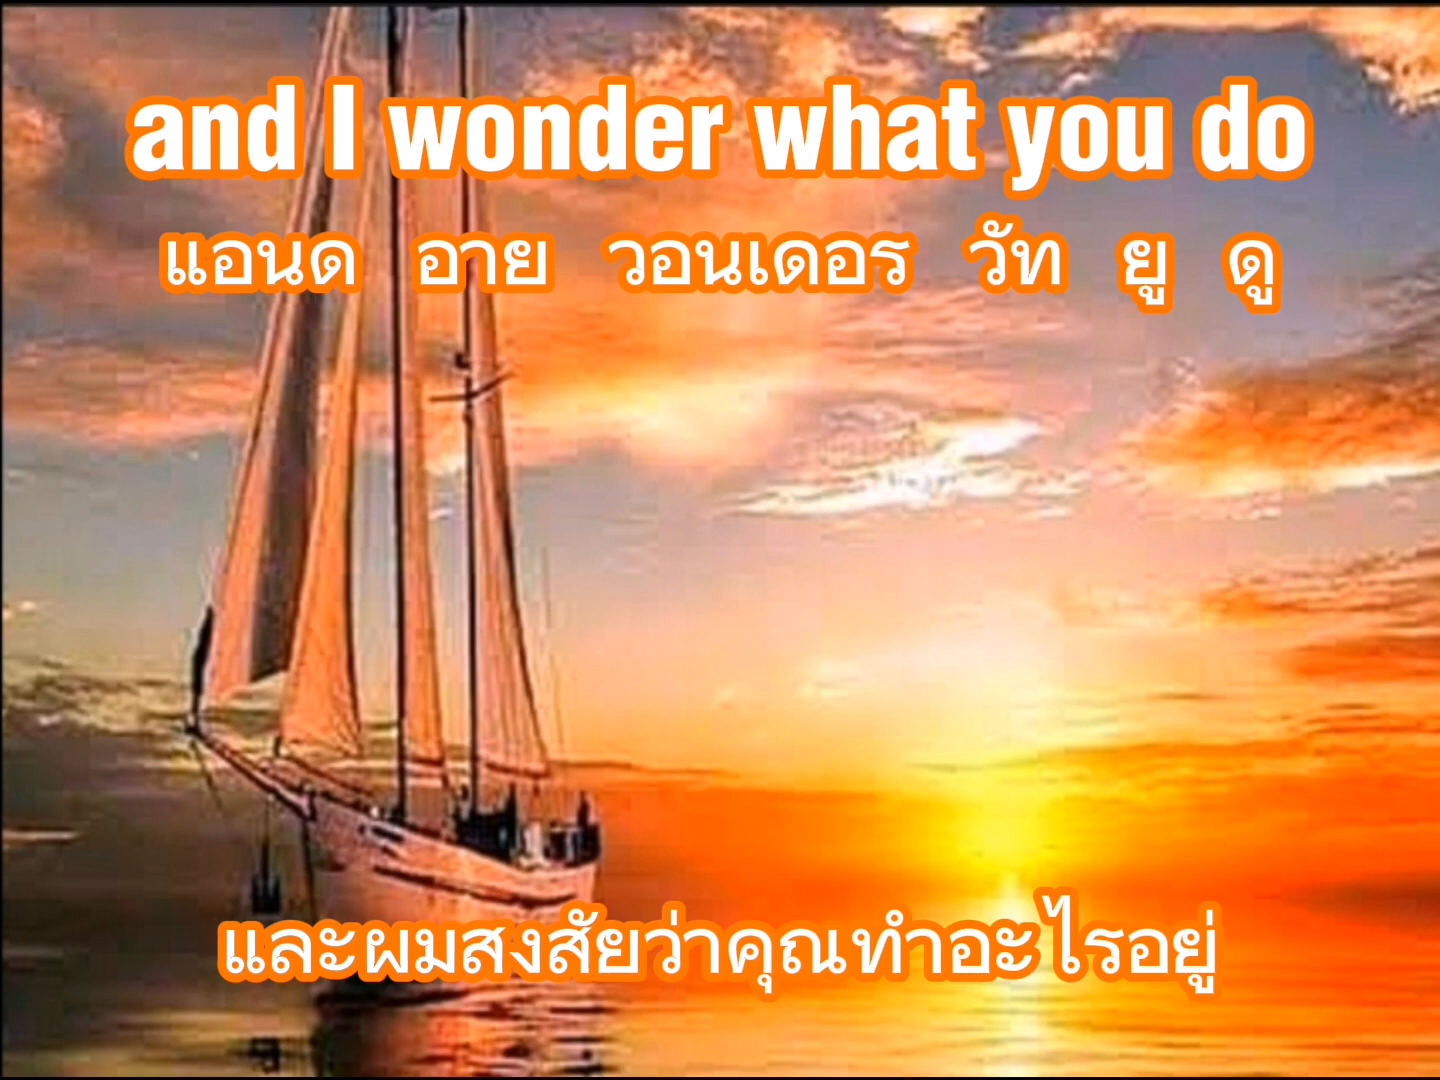 and I wonder what you do
แอนด อาย วอนเดอร วัท ยู ดู
และผมสงสัยว่าคุณทำอะไรอยู่